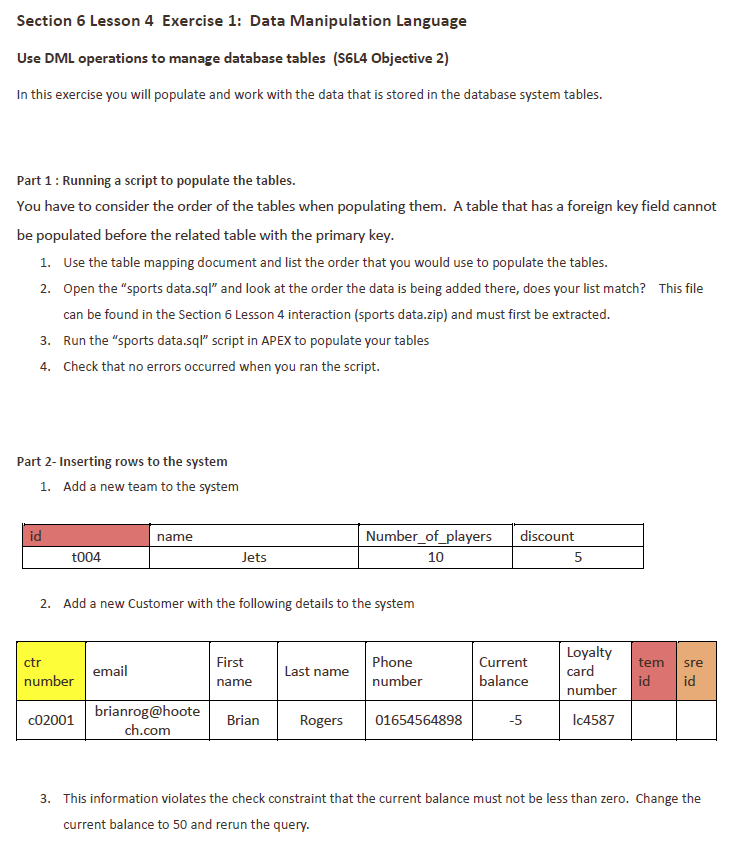 Section 6 Lesson 4 Exercise 1: Data Manipulation Language
Use DML operations to manage database tables (S6L4 Objective 2)
In this exercise you will populate and work with the data that is stored in the database system tables.
Part 1 : Running a script to populate the tables.
You have to consider the order of the tables when populating them. A table that has a foreign key field cannot
be populated before the related table with the primary key.
1. Use the table mapping document and list the order that you would use to populate the tables.
2. Open the “sports data.sql” and look at the order the data is being added there, does your list match? This file
can be found in the Section 6 Lesson 4 interaction (sports data.zip) and must first be extracted.
3. Run the “sports data.sql” script in APEX to populate your tables
4. Check that no errors occurred when you ran the script.
Part 2- Inserting rows to the system
1. Add a new team to the system
id name Number_of_players discount
t004 Jets 10 5
2. Add a new Customer with the following details to the system
ctr number email First name Last name Phone number Current balance Loyalty card number tem id sre id
c02001 brianrog@hootech.com Brian Rogers 01654564898 -5 lc4587
3. This information violates the check constraint that the current balance must not be less than zero. Change the
current balance to 50 and rerun the query.